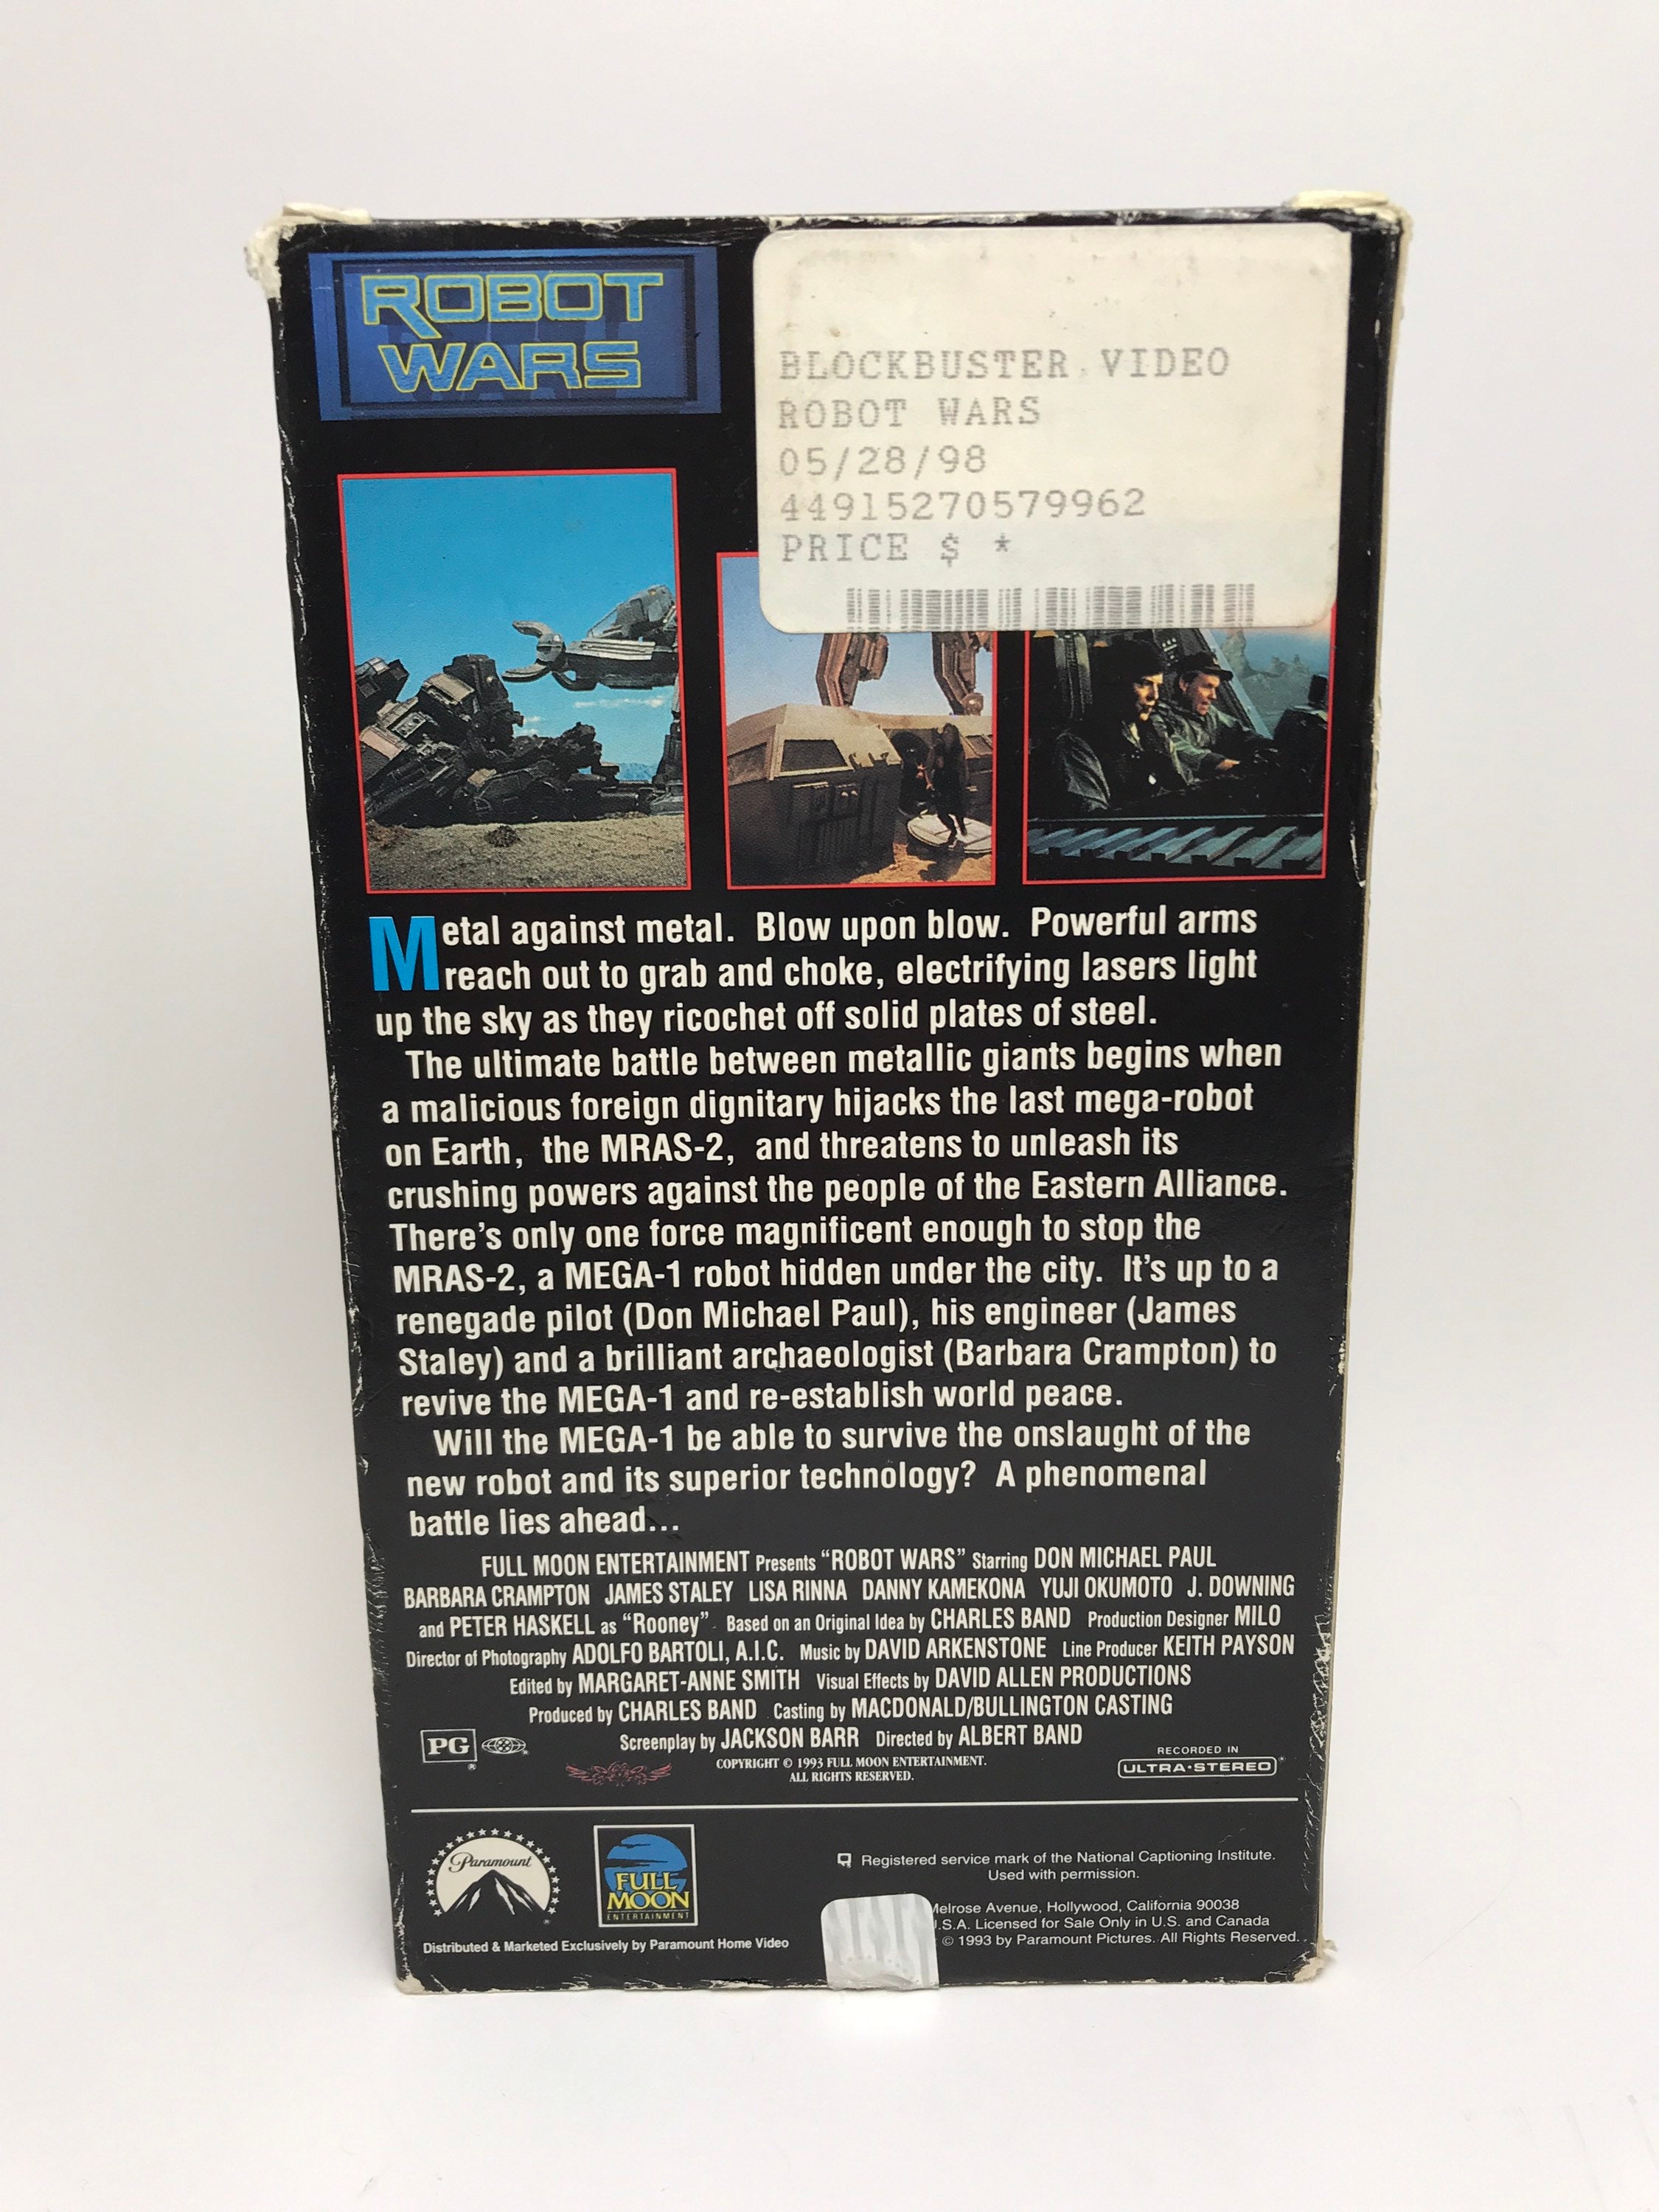 ROBOT
WARS
BLOCKBUSTER VIDEO
ROBOT WARS
05/28/98
44915270579962
PRICE $ *
Metal against metal. Blow upon blow. Powerful arms
reach out to grab and choke, electrifying lasers light
up the sky as they ricochet off solid plates of steel.
The ultimate battle between metallic giants begins when
a malicious foreign dignitary hijacks the last mega-robot
on Earth, the MRAS-2, and threatens to unleash its
crushing powers against the people of the Eastern Alliance.
There's only one force magnificent enough to stop the
MRAS-2, a MEGA-1 robot hidden under the city. It's up to a
renegade pilot (Don Michael Paul), his engineer (James
Staley) and a brilliant archaeologist (Barbara Crampton) to
revive the MEGA-1 and re-establish world peace.
Will the MEGA-1 be able to survive the onslaught of the
new robot and its superior technology? A phenomenal
battle lies ahead...
FULL MOON ENTERTAINMENT Presents "ROBOT WARS" Starring DON MICHAEL PAUL
BARBARA CRAMPTON JAMES STALEY LISA RINNA DANNY KAMEKONA YUJI OKUMOTO J. DOWNING
and PETER HASKELL as "Rooney" Based on an Original Idea by CHARLES BAND Production Designer MILO
Director of Photography ADOLFO BARTOLI, A.I.C. Music by DAVID ARKENSTONE Line Producer KEITH PAYSON
Edited by MARGARET-ANNE SMITH Visual Effects by DAVID ALLEN PRODUCTIONS
Produced by CHARLES BAND Casting by MACDONALD/BULLINGTON CASTING
Screenplay by JACKSON BARR Directed by ALBERT BAND
PG ®
COPYRIGHT © 1993 FULL MOON ENTERTAINMENT.
ALL RIGHTS RESERVED.
RECORDED IN
ULTRA•STEREO
Paramount
FULL
MOON
ENTERTAINMENT
Distributed & Marketed Exclusively by Paramount Home Video
Registered service mark of the National Captioning Institute.
Used with permission.
Melrose Avenue, Hollywood, California 90038
U.S.A. Licensed for Sale Only in U.S. and Canada
© 1993 by Paramount Pictures. All Rights Reserved.